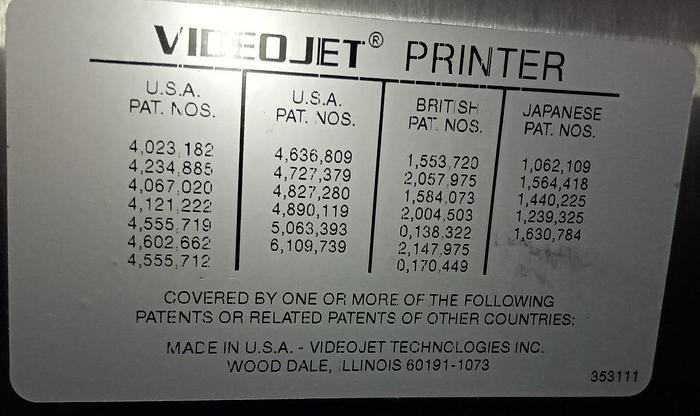 VIDEOJET® PRINTER
U.S.A.
PAT. NOS.
4,023,182
4,234,885
4,067,020
4,121,222
4,555,719
4,602,662
4,555,712
U.S.A.
PAT. NOS.
4,636,809
4,727,379
4,827,280
4,890,119
5,063,393
6,109,739
BRITISH
PAT. NOS.
1,553,720
2,057,975
1,584,073
2,004,503
0,138,322
2,147,975
0,170,449
JAPANESE
PAT. NOS.
1,062,109
1,564,418
1,440,225
1,239,325
1,630,784
COVERED BY ONE OR MORE OF THE FOLLOWING
PATENTS OR RELATED PATENTS OF OTHER COUNTRIES:
MADE IN U.S.A. - VIDEOJET TECHNOLOGIES INC.
WOOD DALE, ILLINOIS 60191-1073
353111